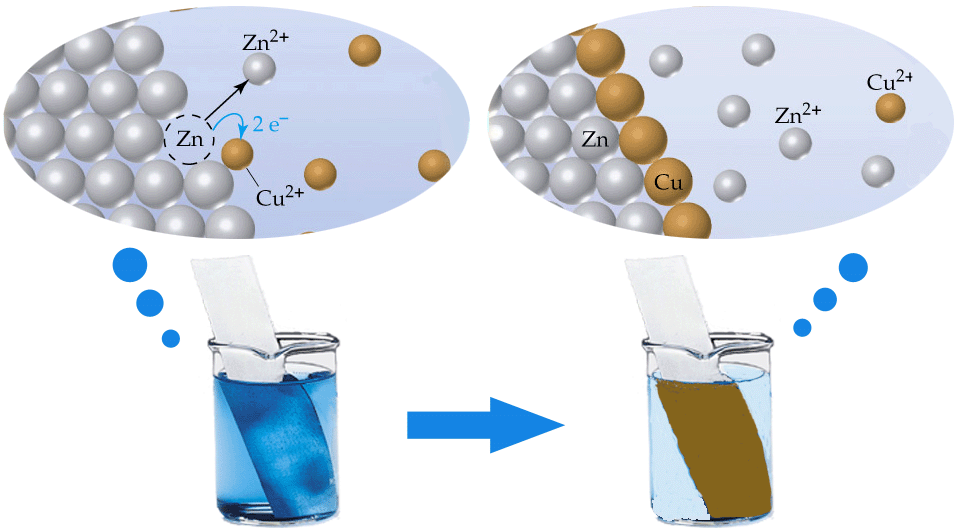 Zn²⁺
Zn
2 e⁻
Cu²⁺
Cu²⁺
Zn²⁺
Zn
Cu